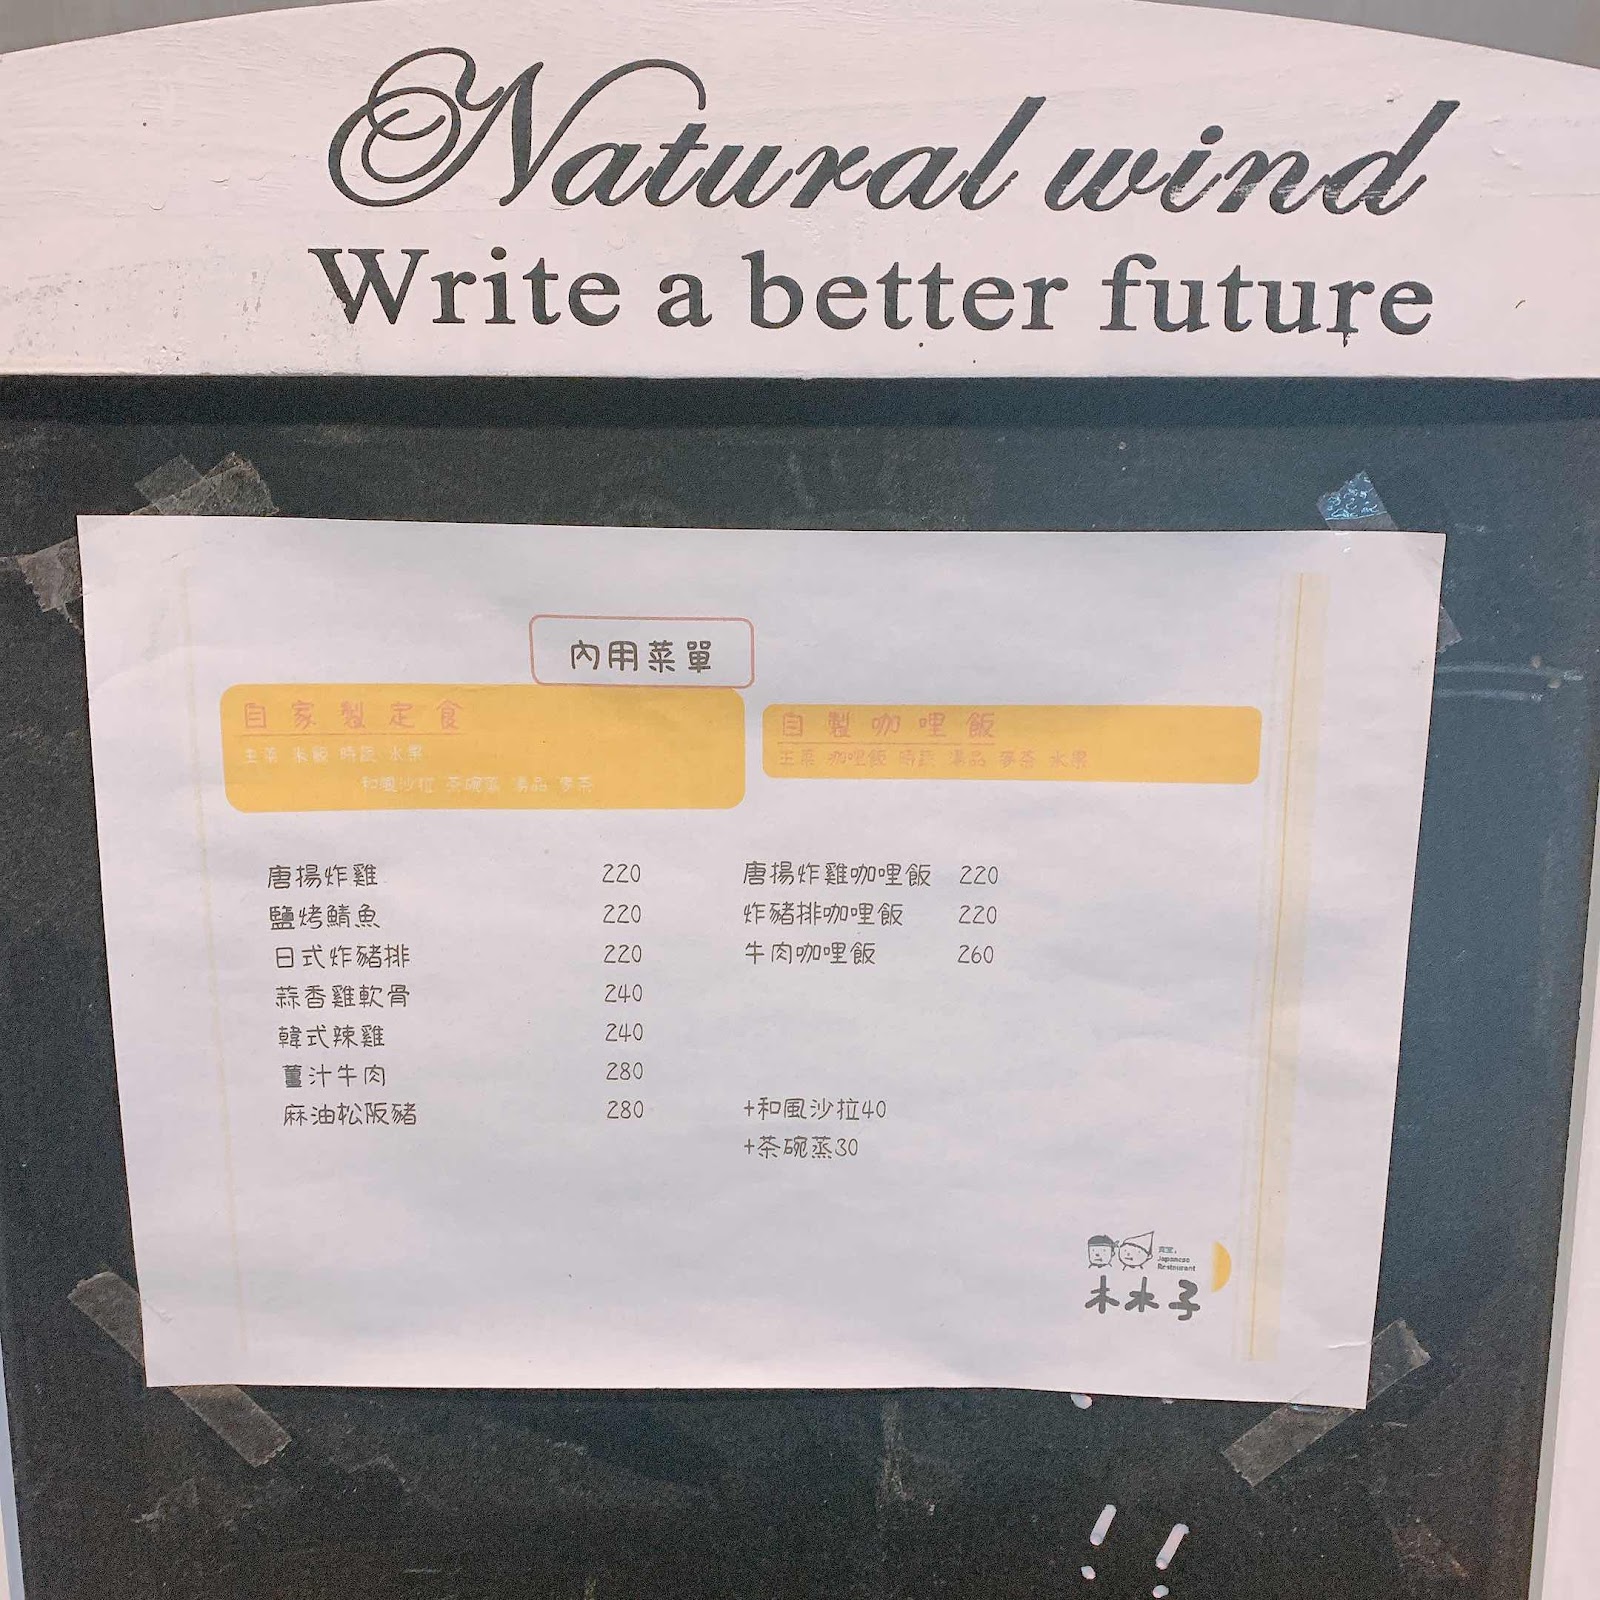 Natural wind
Write a better future
內用菜單
自家製定食
主菜 米飯 時蔬 水果
和風沙拉 茶碗蒸 湯品 麥茶
唐揚炸雞 220
鹽烤鯖魚 220
日式炸豬排 220
蒜香雞軟骨 240
韓式辣雞 240
薑汁牛肉 280
麻油松阪豬 280
自製咖哩飯
主菜 咖哩飯 時蔬 湯品 麥茶 水果
唐揚炸雞咖哩飯 220
炸豬排咖哩飯 220
牛肉咖哩飯 260
+和風沙拉40
+茶碗蒸30
Japanese
Restaurant
木水子
! !